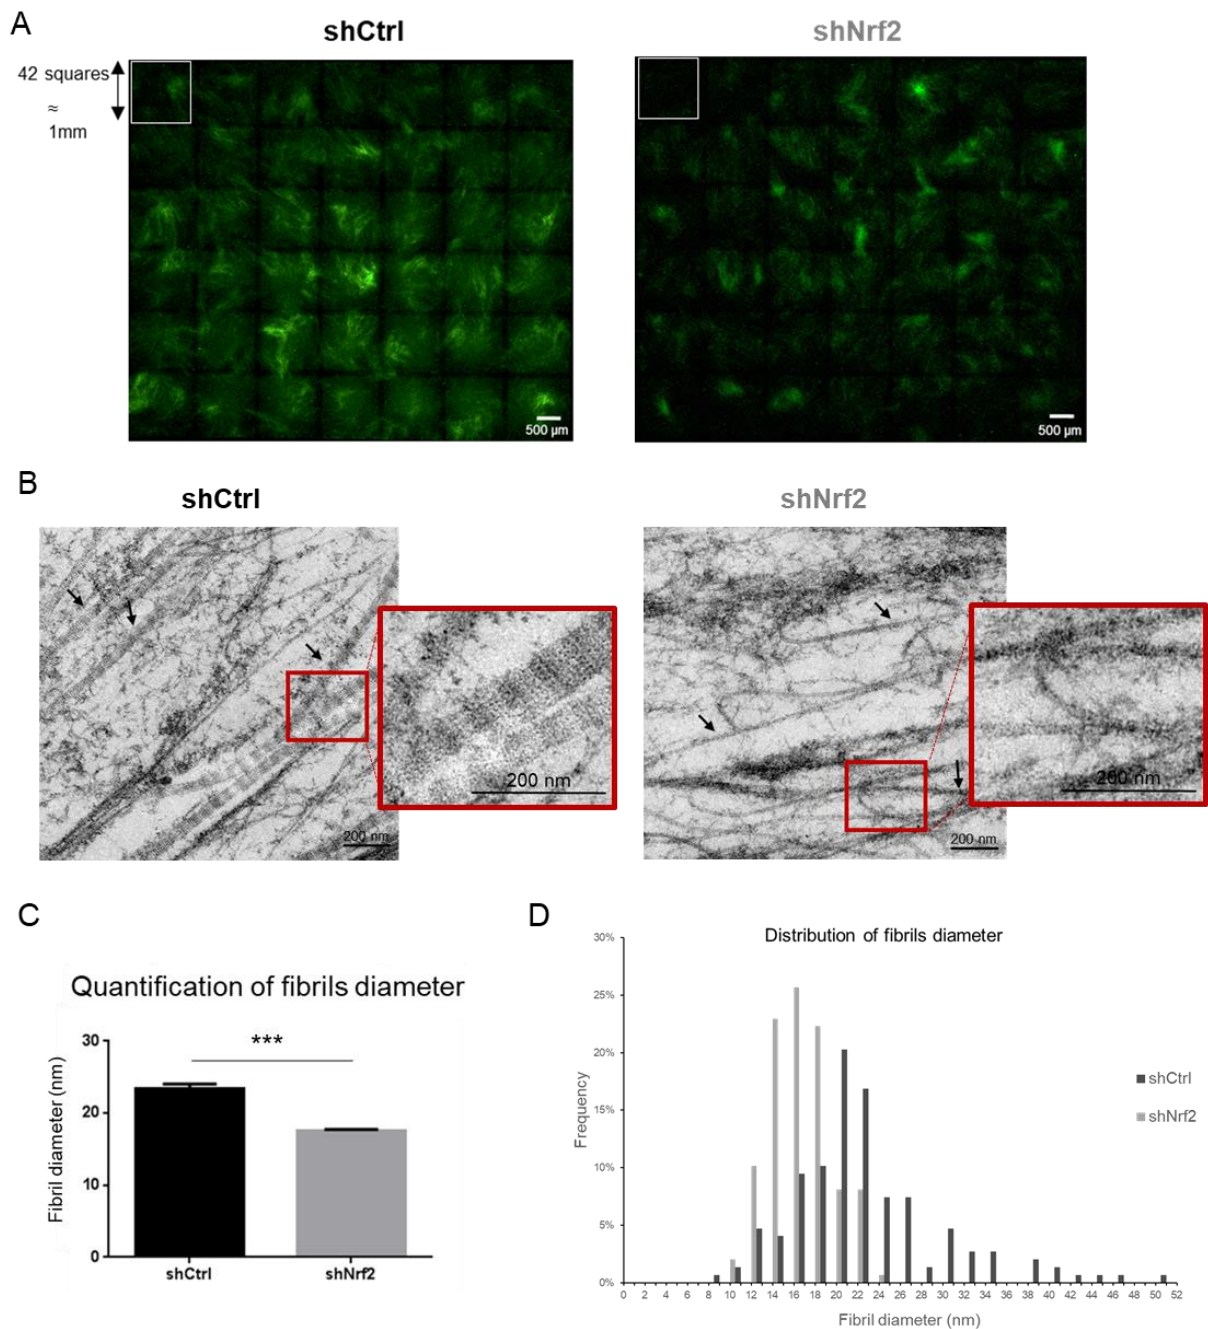 A
shCtrl
shNrf2
42 squares
≈
1mm
500 µm
500 µm
B
shCtrl
shNrf2
200 nm
200 nm
200 nm
200 nm
C
D
Quantification of fibrils diameter
***
Fibril diameter (nm)
30
20
10
0
shCtrl
shNrf2
Distribution of fibrils diameter
Frequency
30%
25%
20%
15%
10%
5%
0%
0 2 4 6 8 10 12 14 16 18 20 22 24 26 28 30 32 34 36 38 40 42 44 46 48 50 52
Fibril diameter (nm)
shCtrl
shNrf2